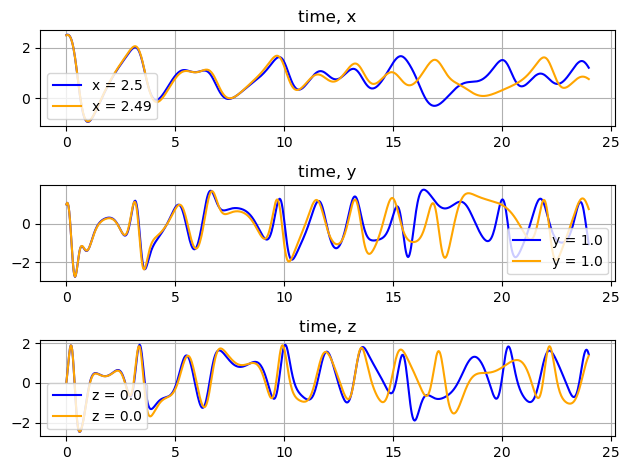 time, x
2
0
x = 2.5
x = 2.49
0 5 10 15 20 25
time, y
0
−2
y = 1.0
y = 1.0
0 5 10 15 20 25
time, z
2
0
−2
z = 0.0
z = 0.0
0 5 10 15 20 25